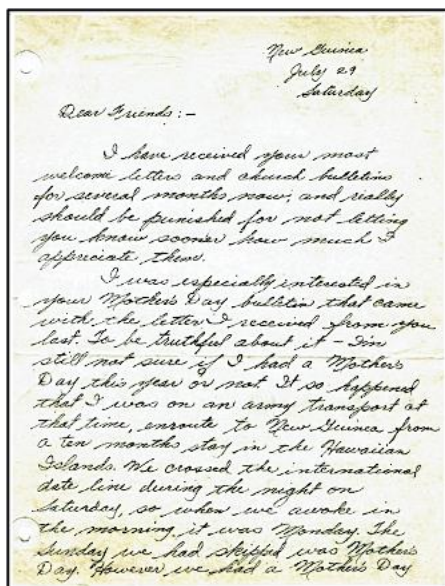 New Guinea
July 29
Saturday
Dear Friends:-
I have received your most
welcome letters and church bulletins
for several months now, and really
should be punished for not letting
you know sooner how much I
appreciate them.
I was especially interested in
your Mother's Day bulletin that came
with the letter I received from you
last. To be truthful about it - I'm
still not sure if I had a Mother's
Day this year or not. It so happened
that I was on an army transport at
that time, enroute to New Guinea from
a ten months stay in the Hawaiian
Islands. We crossed the international
date line during the night on
Saturday, so when we awoke in
the morning it was Monday. The
Sunday we had skipped was Mother's
Day. However we had a Mother's Day